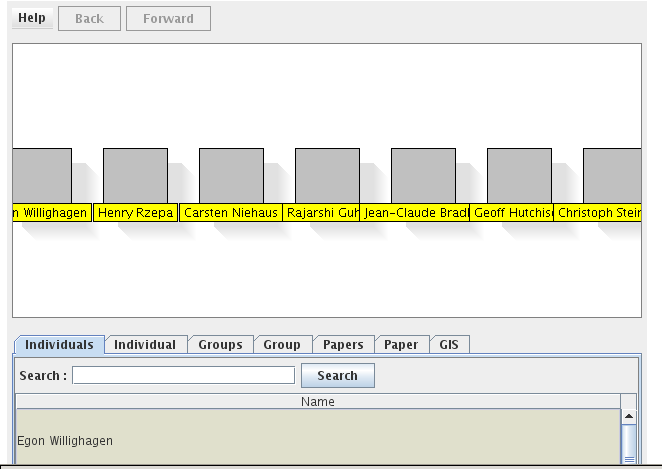 Help Back Forward
n Willighagen Henry Rzepa Carsten Niehaus Rajarshi Guh Jean-Claude Bradl Geoff Hutchis Christoph Stein
Individuals Individual Groups Group Papers Paper GIS
Search : Search
Name
Egon Willighagen